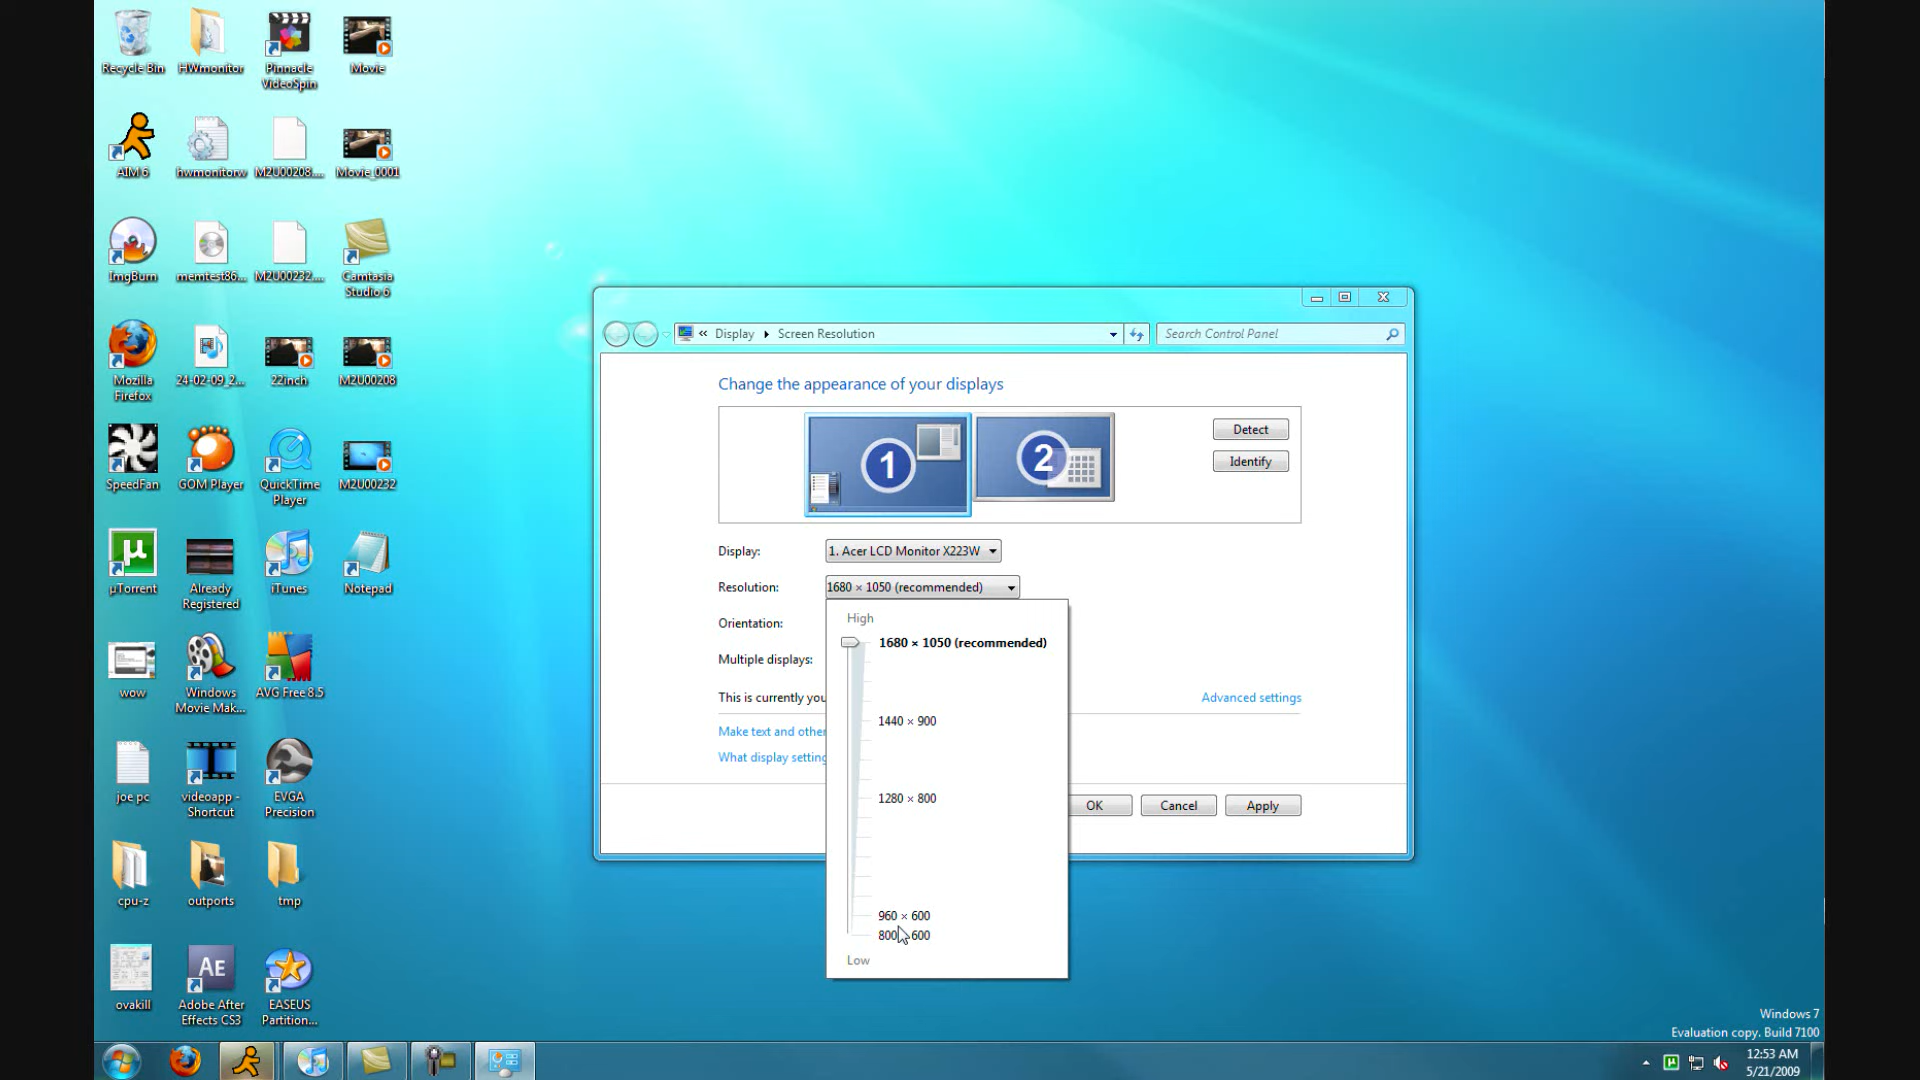 Recycle Bin
HWmonitor
Pinnacle
VideoSpin
Movie
AIM 6
hwmonitorw
M2U00208....
Movie_0001
ImgBurn
memtest86...
M2U00232....
Camtasia
Studio 6
Mozilla
Firefox
24-02-09_2...
22inch
M2U00208
SpeedFan
GOM Player
QuickTime
Player
M2U00232
µTorrent
Already
Registered
iTunes
Notepad
wow
Windows
Movie Mak...
AVG Free 8.5
joe pc
videoapp -
Shortcut
EVGA
Precision
cpu-z
outports
tmp
ovakill
AE
Adobe After
Effects CS3
EASEUS
Partition...
« Display ▸ Screen Resolution
Search Control Panel
Change the appearance of your displays
1
2
Detect
Identify
Display:
1. Acer LCD Monitor X223W
Resolution:
1680 × 1050 (recommended)
High
Orientation:
1680 × 1050 (recommended)
Multiple displays:
This is currently you
Advanced settings
1440 × 900
Make text and other
What display setting
1280 × 800
OK
Cancel
Apply
960 × 600
800 600
Low
Windows 7
Evaluation copy. Build 7100
12:53 AM
5/21/2009